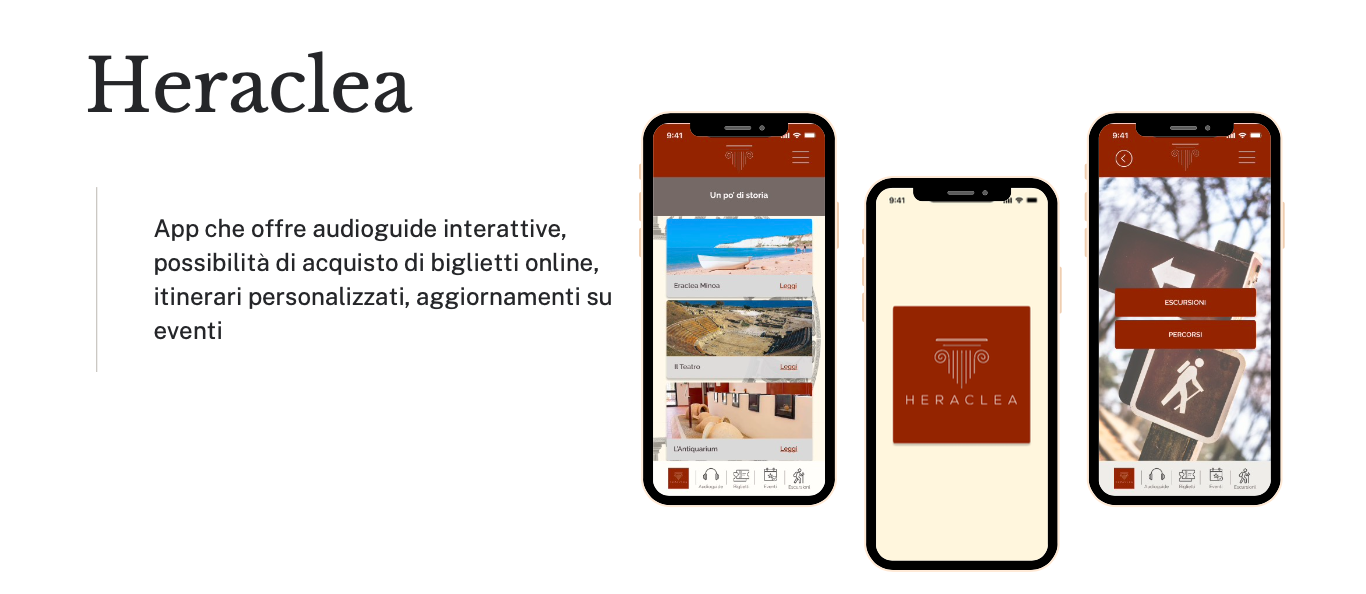 Heraclea
App che offre audioguide interattive,
possibilità di acquisto di biglietti online,
itinerari personalizzati, aggiornamenti su
eventi
9:41
Un po' di storia
Eraclea Minoa
Leggi
Il Teatro
Leggi
L'Antiquarium
Leggi
Audioguide
Biglietti
Eventi
Escursioni
9:41
HERACLEA
9:41
ESCURSIONI
PERCORSI
Audioguide
Biglietti
Eventi
Escursioni